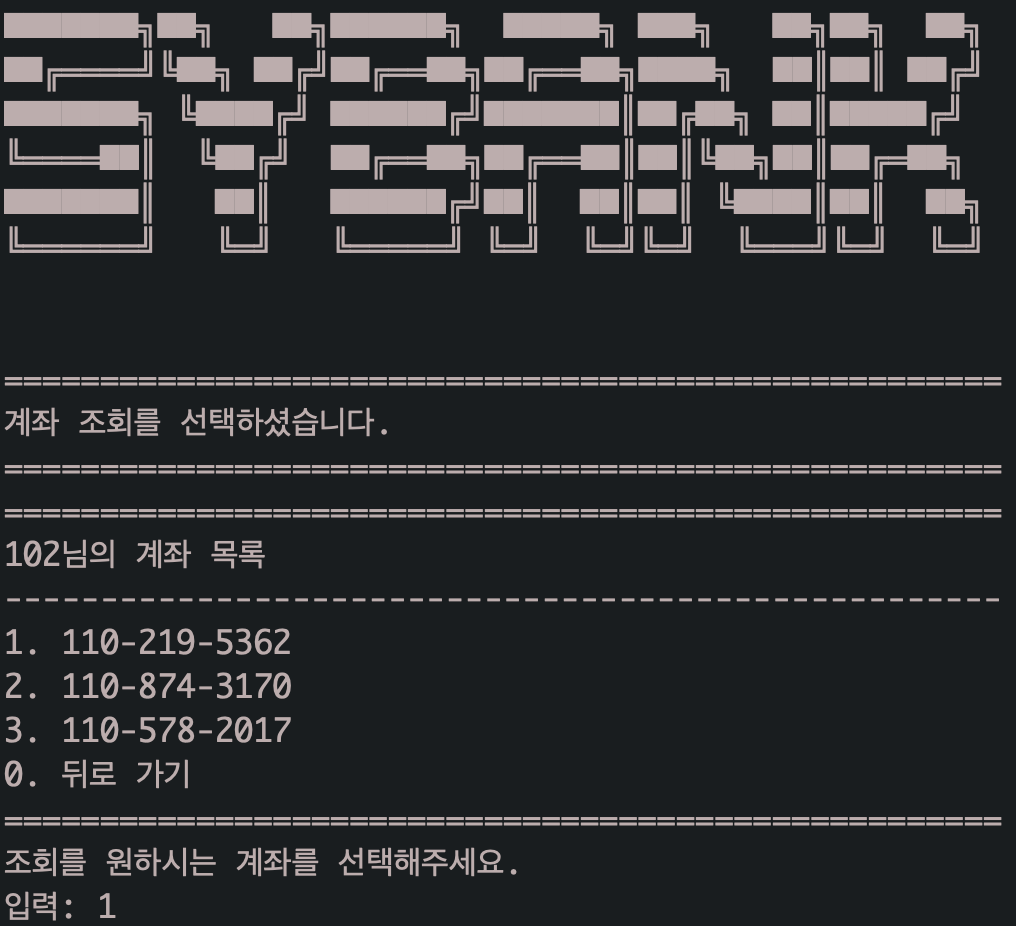 SYBANK
계좌 조회를 선택하셨습니다.
102님의 계좌 목록
1. 110-219-5362
2. 110-874-3170
3. 110-578-2017
0. 뒤로 가기
조회를 원하시는 계좌를 선택해주세요.
입력: 1